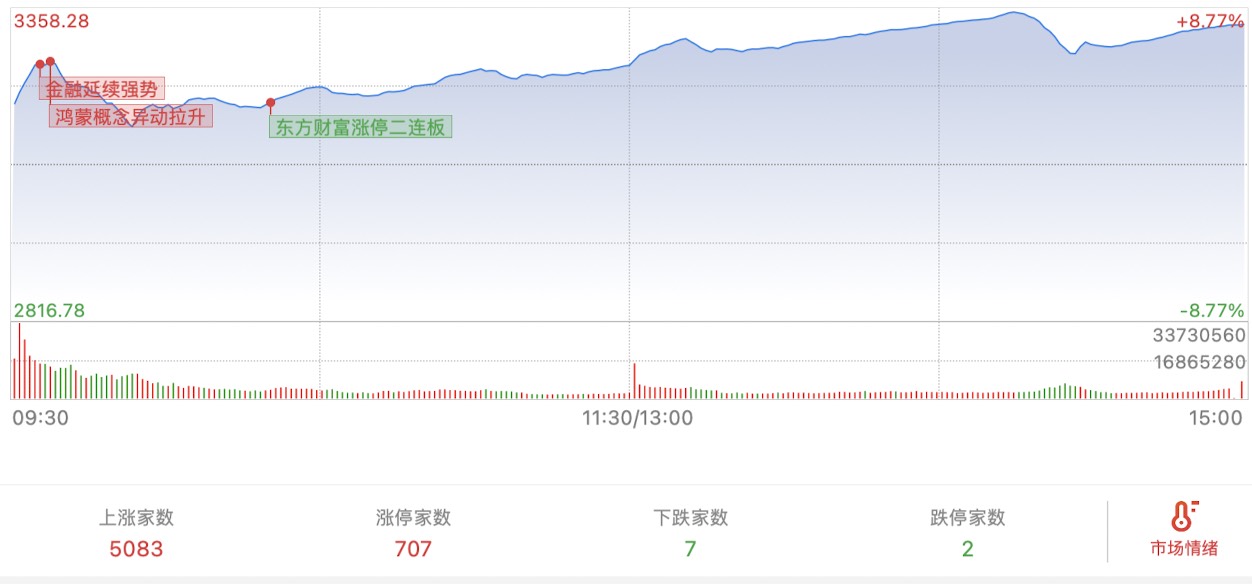 3358.28
+8.77%
金融延续强势
鸿蒙概念异动拉升
东方财富涨停二连板
2816.78
-8.77%
33730560
16865280
09:30
11:30/13:00
15:00
上涨家数
涨停家数
下跌家数
跌停家数
5083
707
7
2
市场情绪